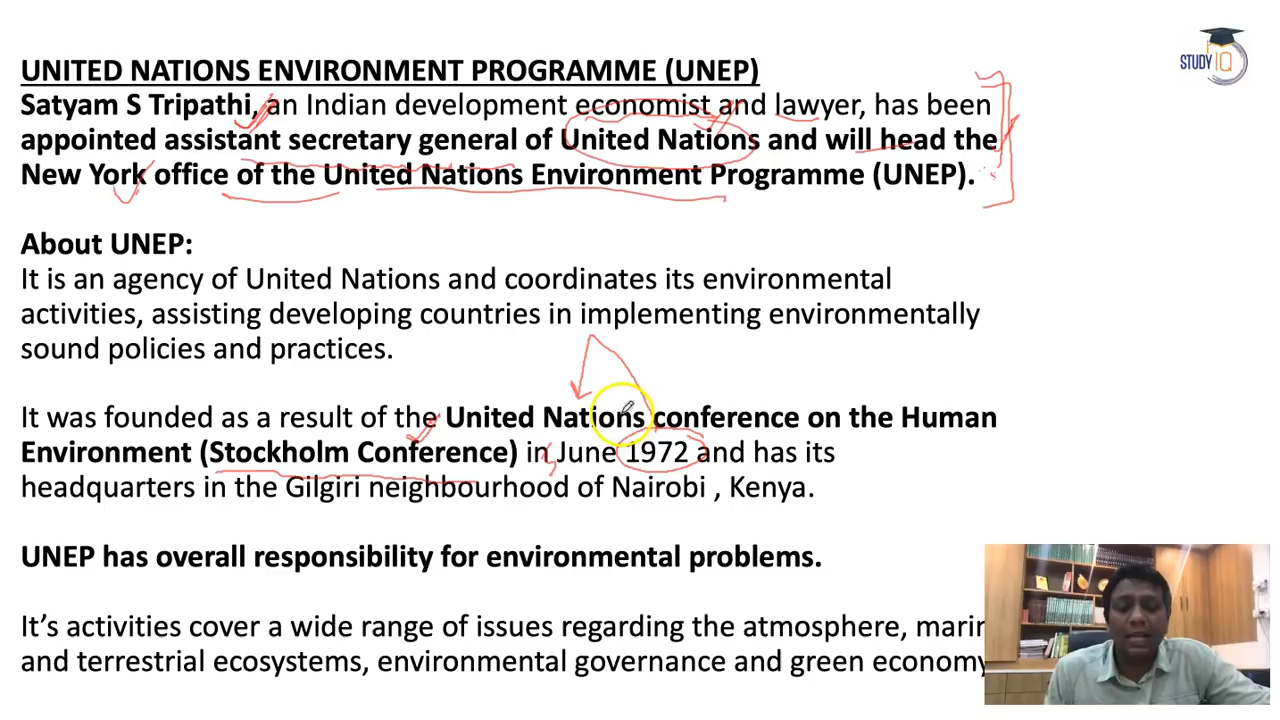 STUDY IQ
UNITED NATIONS ENVIRONMENT PROGRAMME (UNEP)
Satyam S Tripathi, an Indian development economist and lawyer, has been
appointed assistant secretary general of United Nations and will head the
New York office of the United Nations Environment Programme (UNEP).
About UNEP:
It is an agency of United Nations and coordinates its environmental
activities, assisting developing countries in implementing environmentally
sound policies and practices.
It was founded as a result of the United Nations conference on the Human
Environment (Stockholm Conference) in June 1972 and has its
headquarters in the Gilgiri neighbourhood of Nairobi , Kenya.
UNEP has overall responsibility for environmental problems.
It’s activities cover a wide range of issues regarding the atmosphere, marin
and terrestrial ecosystems, environmental governance and green economy